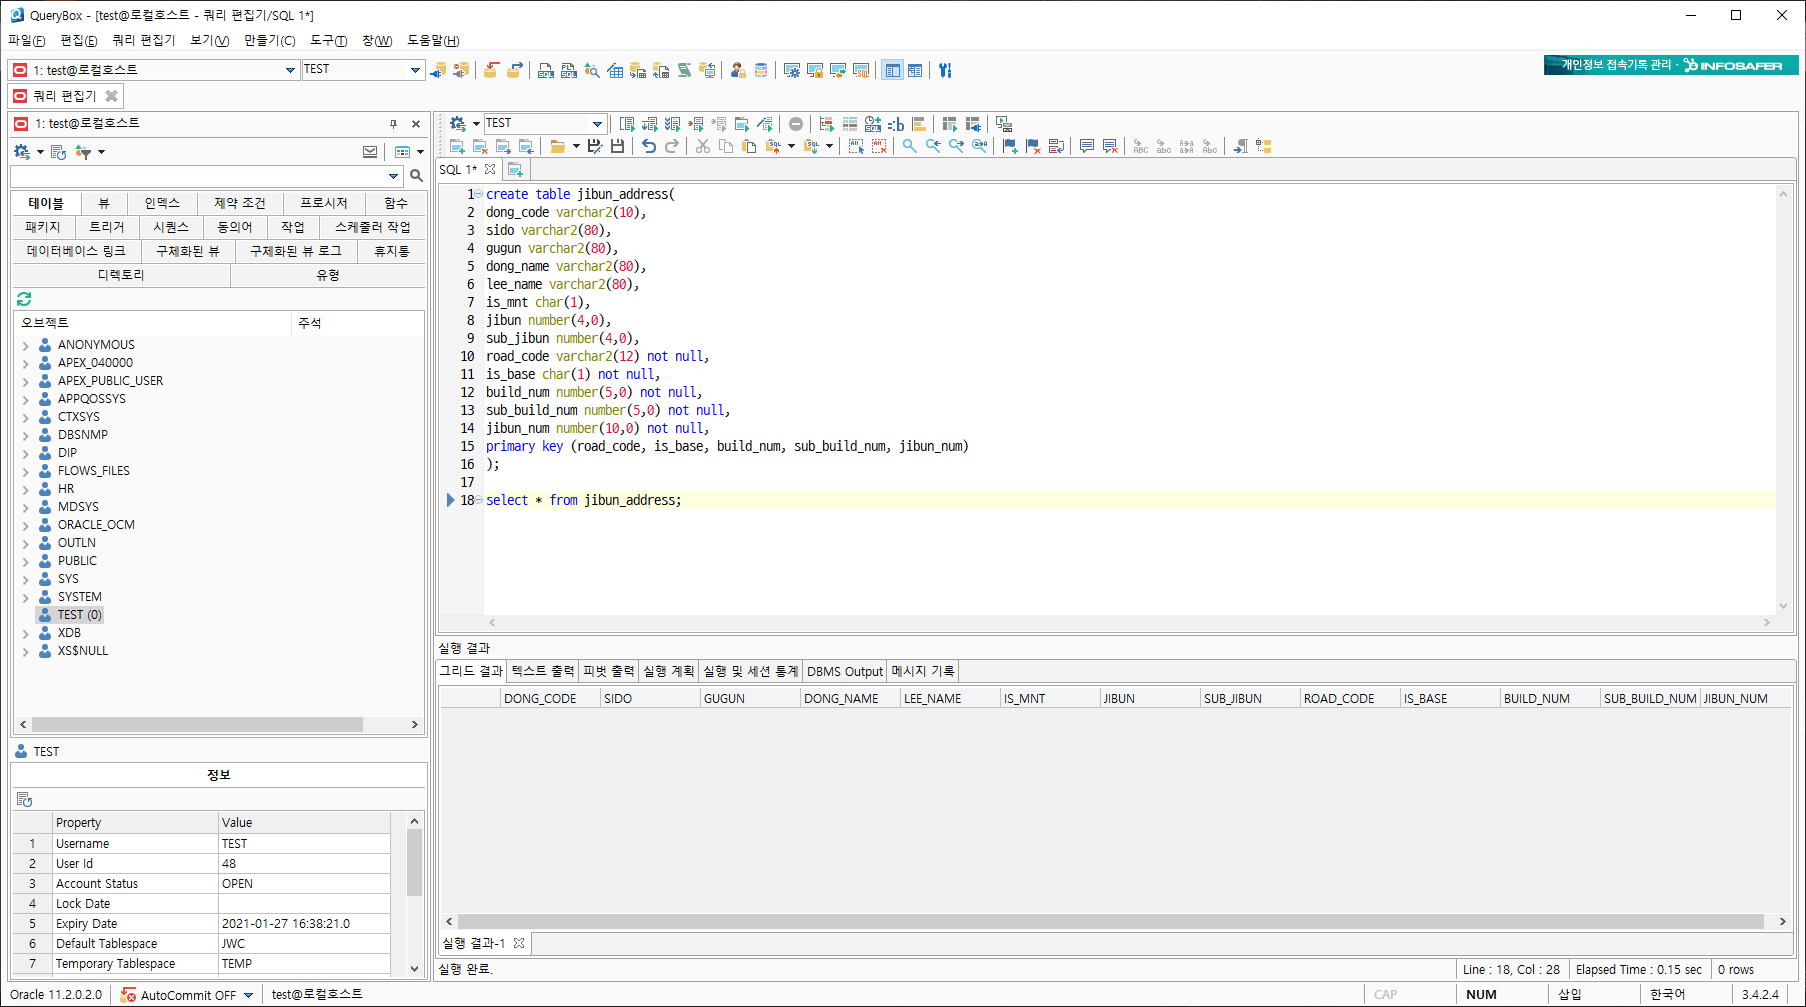 QueryBox - [test@로컬호스트 - 쿼리 편집기/SQL 1*]
파일(F) 편집(E) 쿼리 편집기 보기(V) 만들기(C) 도구(T) 창(W) 도움말(H)
1: test@로컬호스트 TEST
개인정보 접속기록 관리 · INFOSAFER
쿼리 편집기
1: test@로컬호스트
TEST
SQL 1*
테이블 뷰 인덱스 제약 조건 프로시저 함수
패키지 트리거 시퀀스 동의어 작업 스케줄러 작업
데이터베이스 링크 구체화된 뷰 구체화된 뷰 로그 휴지통
디렉토리 유형
오브젝트 주석
ANONYMOUS
APEX_040000
APEX_PUBLIC_USER
APPQOSSYS
CTXSYS
DBSNMP
DIP
FLOWS_FILES
HR
MDSYS
ORACLE_OCM
OUTLN
PUBLIC
SYS
SYSTEM
TEST (0)
XDB
XS$NULL
1 create table jibun_address(
2 dong_code varchar2(10),
3 sido varchar2(80),
4 gugun varchar2(80),
5 dong_name varchar2(80),
6 lee_name varchar2(80),
7 is_mnt char(1),
8 jibun number(4,0),
9 sub_jibun number(4,0),
10 road_code varchar2(12) not null,
11 is_base char(1) not null,
12 build_num number(5,0) not null,
13 sub_build_num number(5,0) not null,
14 jibun_num number(10,0) not null,
15 primary key (road_code, is_base, build_num, sub_build_num, jibun_num)
16 );
17
18 select * from jibun_address;
실행 결과
그리드 결과 텍스트 출력 피벗 출력 실행 계획 실행 및 세션 통계 DBMS Output 메시지 기록
DONG_CODE SIDO GUGUN DONG_NAME LEE_NAME IS_MNT JIBUN SUB_JIBUN ROAD_CODE IS_BASE BUILD_NUM SUB_BUILD_NUM JIBUN_NUM
TEST
정보
Property Value
1 Username TEST
2 User Id 48
3 Account Status OPEN
4 Lock Date
5 Expiry Date 2021-01-27 16:38:21.0
6 Default Tablespace JWC
7 Temporary Tablespace TEMP
실행 결과-1
실행 완료.
Line : 18, Col : 28 Elapsed Time : 0.15 sec 0 rows
Oracle 11.2.0.2.0 AutoCommit OFF test@로컬호스트
CAP NUM 삽입 한국어 3.4.2.4